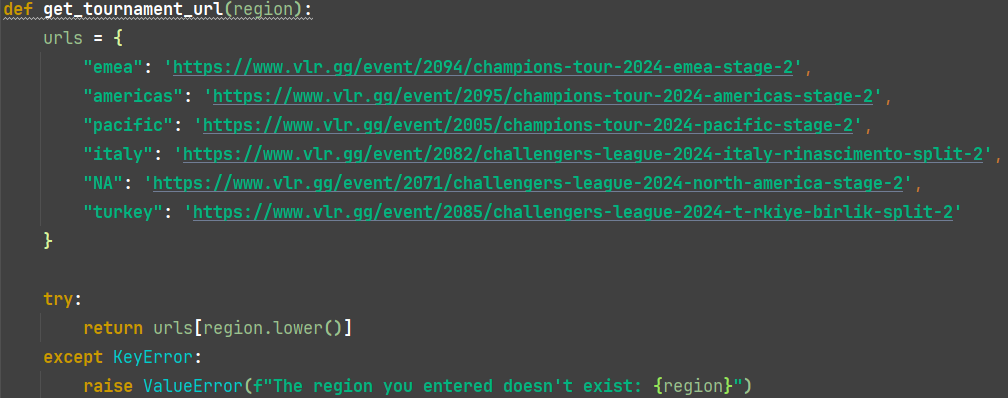 def get_tournament_url(region):
urls = {
"emea": 'https://www.vlr.gg/event/2094/champions-tour-2024-emea-stage-2',
"americas": 'https://www.vlr.gg/event/2095/champions-tour-2024-americas-stage-2',
"pacific": 'https://www.vlr.gg/event/2005/champions-tour-2024-pacific-stage-2',
"italy": 'https://www.vlr.gg/event/2082/challengers-league-2024-italy-rinascimento-split-2',
"NA": 'https://www.vlr.gg/event/2071/challengers-league-2024-north-america-stage-2',
"turkey": 'https://www.vlr.gg/event/2085/challengers-league-2024-t-rkiye-birlik-split-2'
}
try:
return urls[region.lower()]
except KeyError:
raise ValueError(f"The region you entered doesn't exist: {region}")